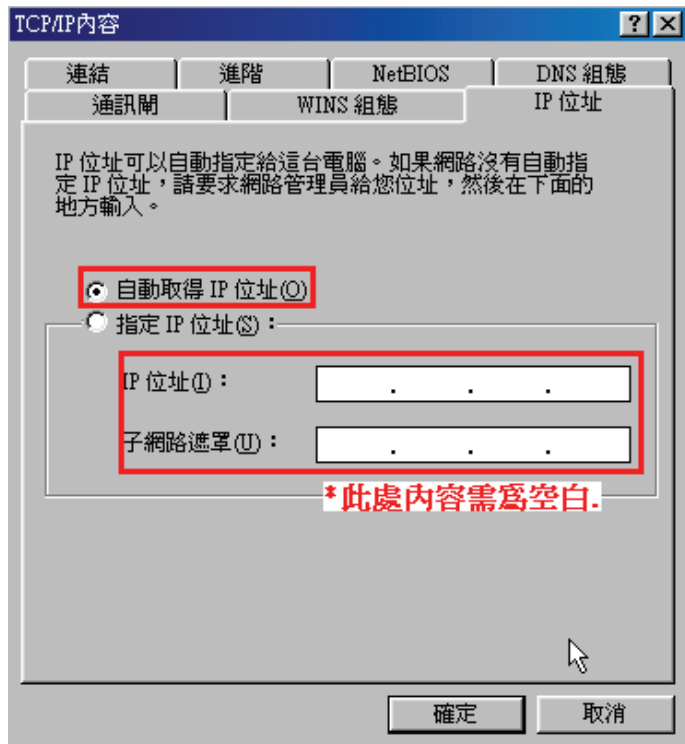 TCP/IP內容
連結 進階 NetBIOS DNS 組態
通訊閘 WINS 組態 IP 位址
IP 位址可以自動指定給這台電腦。如果網路沒有自動指
定 IP 位址，請要求網路管理員給您位址，然後在下面的
地方輸入。
自動取得 IP 位址(O)
指定 IP 位址(S)：
IP 位址(I)： . . .
子網路遮罩(U)： . . .
*此處內容需為空白.
確定 取消